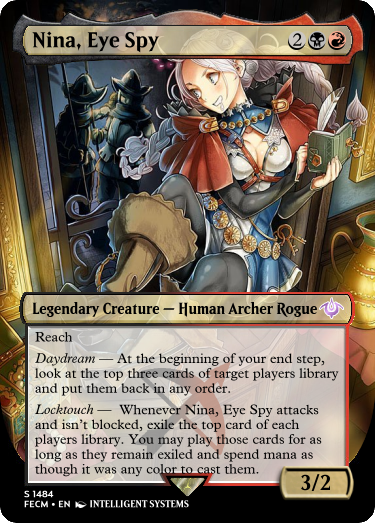 Nina, Eye Spy 2
Legendary Creature — Human Archer Rogue
Reach
Daydream — At the beginning of your end step,
look at the top three cards of target players library
and put them back in any order.
Locktouch — Whenever Nina, Eye Spy attacks
and isn't blocked, exile the top card of each
players library. You may play those cards for as
long as they remain exiled and spend mana as
though it was any color to cast them.
3/2
S 1484
FECM • EN INTELLIGENT SYSTEMS